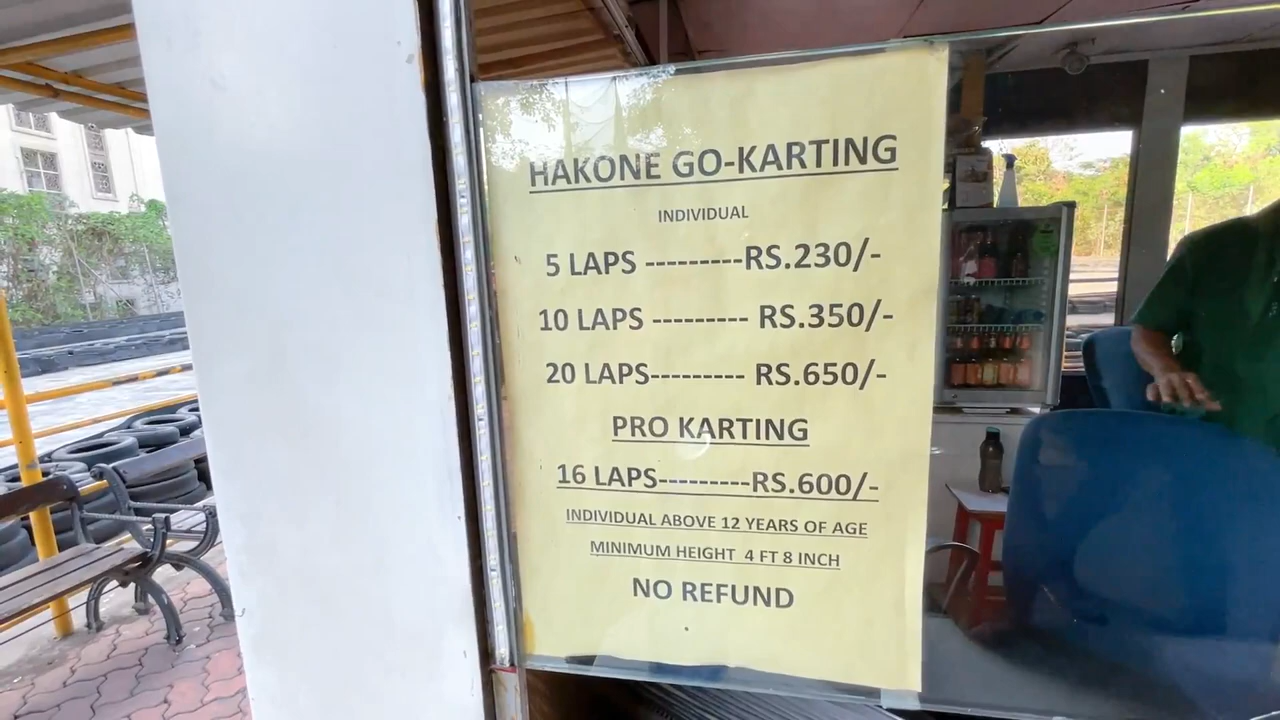 HAKONE GO-KARTING
INDIVIDUAL
5 LAPS ---------RS.230/-
10 LAPS --------- RS.350/-
20 LAPS--------- RS.650/-
PRO KARTING
16 LAPS---------RS.600/-
INDIVIDUAL ABOVE 12 YEARS OF AGE
MINIMUM HEIGHT 4 FT 8 INCH
NO REFUND